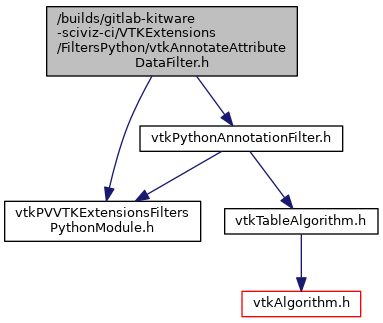 /builds/gitlab-kitware
-sciviz-ci/VTKExtensions
/FiltersPython/vtkAnnotateAttribute
DataFilter.h
vtkPythonAnnotationFilter.h
vtkPVVTKExtensionsFilters
PythonModule.h
vtkTableAlgorithm.h
vtkAlgorithm.h